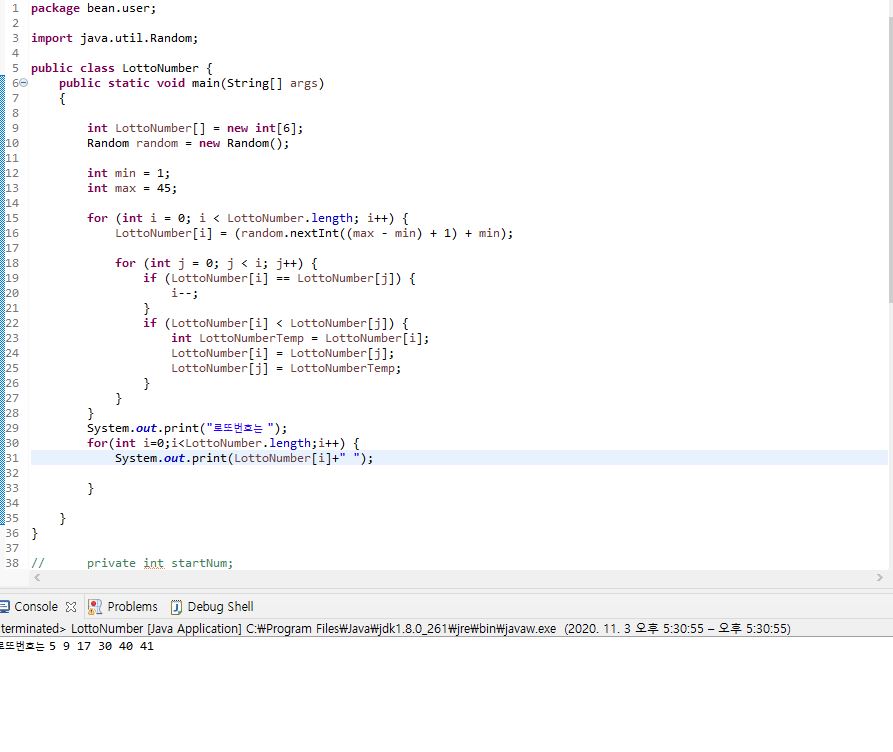 1 package bean.user;
2
3 import java.util.Random;
4
5 public class LottoNumber {
6 public static void main(String[] args)
7 {
8
9 int LottoNumber[] = new int[6];
10 Random random = new Random();
11
12 int min = 1;
13 int max = 45;
14
15 for (int i = 0; i < LottoNumber.length; i++) {
16 LottoNumber[i] = (random.nextInt((max - min) + 1) + min);
17
18 for (int j = 0; j < i; j++) {
19 if (LottoNumber[i] == LottoNumber[j]) {
20 i--;
21 }
22 if (LottoNumber[i] < LottoNumber[j]) {
23 int LottoNumberTemp = LottoNumber[i];
24 LottoNumber[i] = LottoNumber[j];
25 LottoNumber[j] = LottoNumberTemp;
26 }
27 }
28 }
29 System.out.print("로또번호는 ");
30 for(int i=0;i<LottoNumber.length;i++) {
31 System.out.print(LottoNumber[i]+" ");
32
33 }
34
35 }
36 }
37
38 // private int startNum;
Console Problems Debug Shell
terminated> LottoNumber [Java Application] C:₩Program Files₩Java₩jdk1.8.0_261₩jre₩bin₩javaw.exe (2020. 11. 3 오후 5:30:55 – 오후 5:30:55)
로또번호는 5 9 17 30 40 41